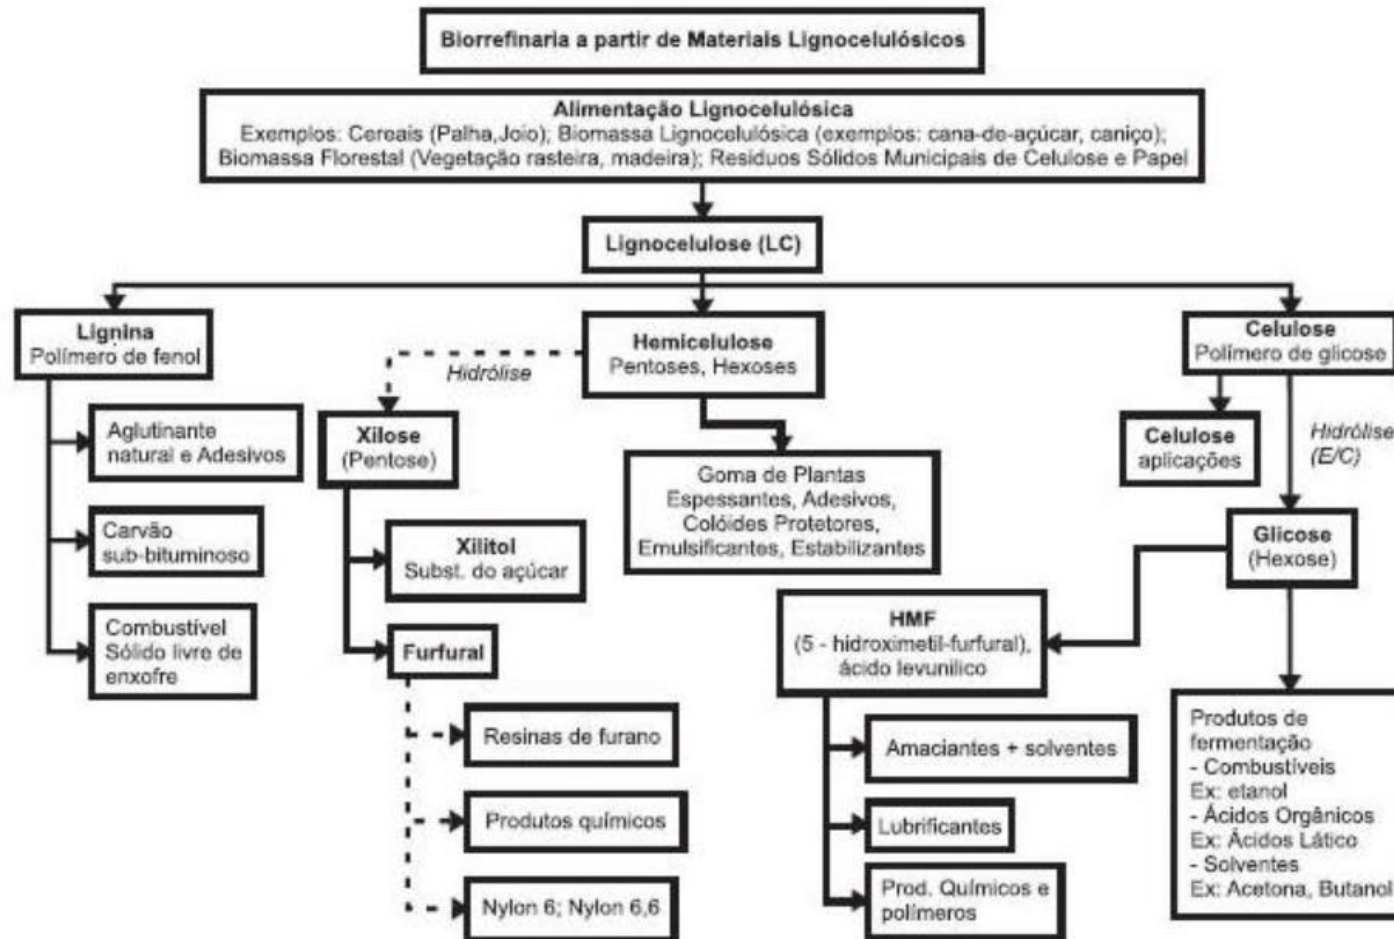 Biorrefinaria a partir de Materiais Lignocelulósicos
Alimentação Lignocelulósica
Exemplos: Cereais (Palha,Joio); Biomassa Lignocelulósica (exemplos: cana-de-açúcar, caniço);
Biomassa Florestal (Vegetação rasteira, madeira); Resíduos Sólidos Municipais de Celulose e Papel
Lignocelulose (LC)
Lignina
Polímero de fenol
Aglutinante
natural e Adesivos
Carvão
sub-bituminoso
Combustível
Sólido livre de
enxofre
Hemicelulose
Pentoses, Hexoses
Hidrólise
Xilose
(Pentose)
Xilitol
Subst. do açúcar
Furfural
Resinas de furano
Produtos químicos
Nylon 6; Nylon 6,6
Goma de Plantas
Espessantes, Adesivos,
Colóides Protetores,
Emulsificantes, Estabilizantes
Celulose
Polímero de glicose
Celulose
aplicações
Hidrólise
(E/C)
Glicose
(Hexose)
HMF
(5 - hidroximetil-furfural),
ácido levunilico
Amaciantes + solventes
Lubrificantes
Prod. Químicos e
polímeros
Produtos de
fermentação
- Combustíveis
Ex: etanol
- Ácidos Orgânicos
Ex: Ácidos Lático
- Solventes
Ex: Acetona, Butanol